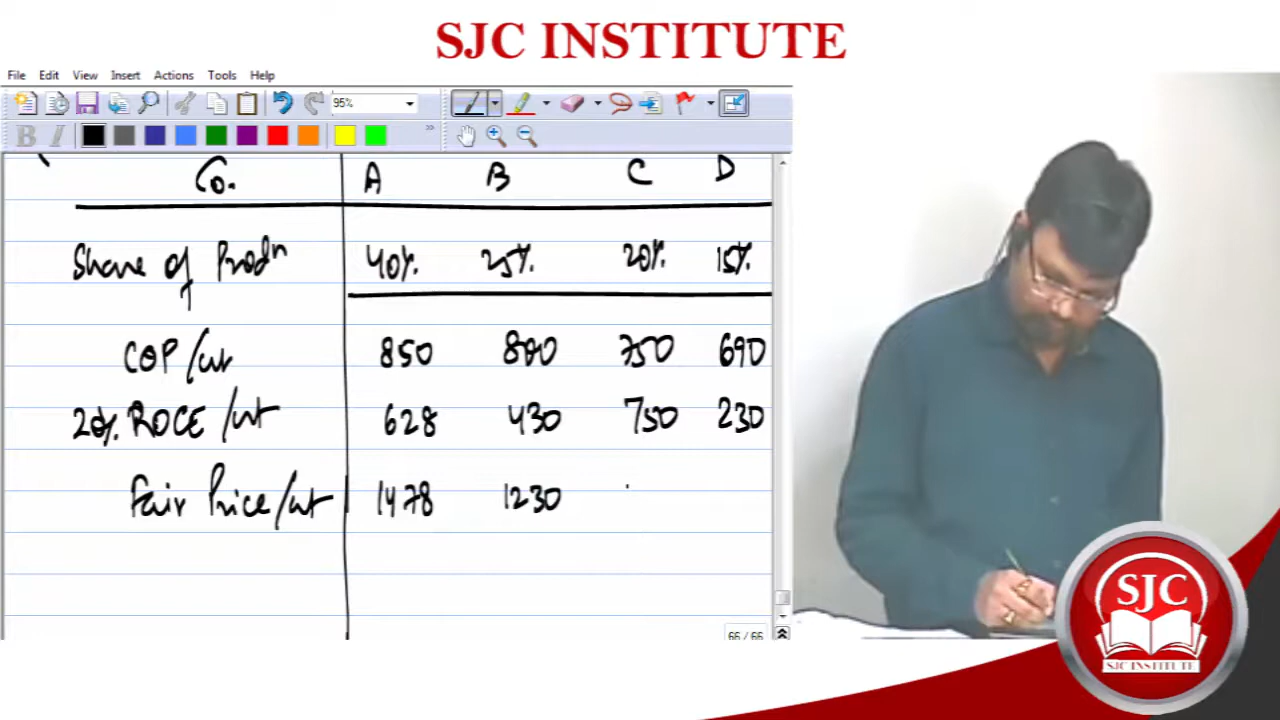 SJC INSTITUTE
File Edit View Insert Actions Tools Help
95%
B I
Co. A B C D
Share of Prodn 40% 25% 20% 15%
COP/ut 850 800 750 690
20% ROCE/ut 628 430 750 230
Fair Price/ut 1478 1230
66/66
SJC
SJC INSTITUTE